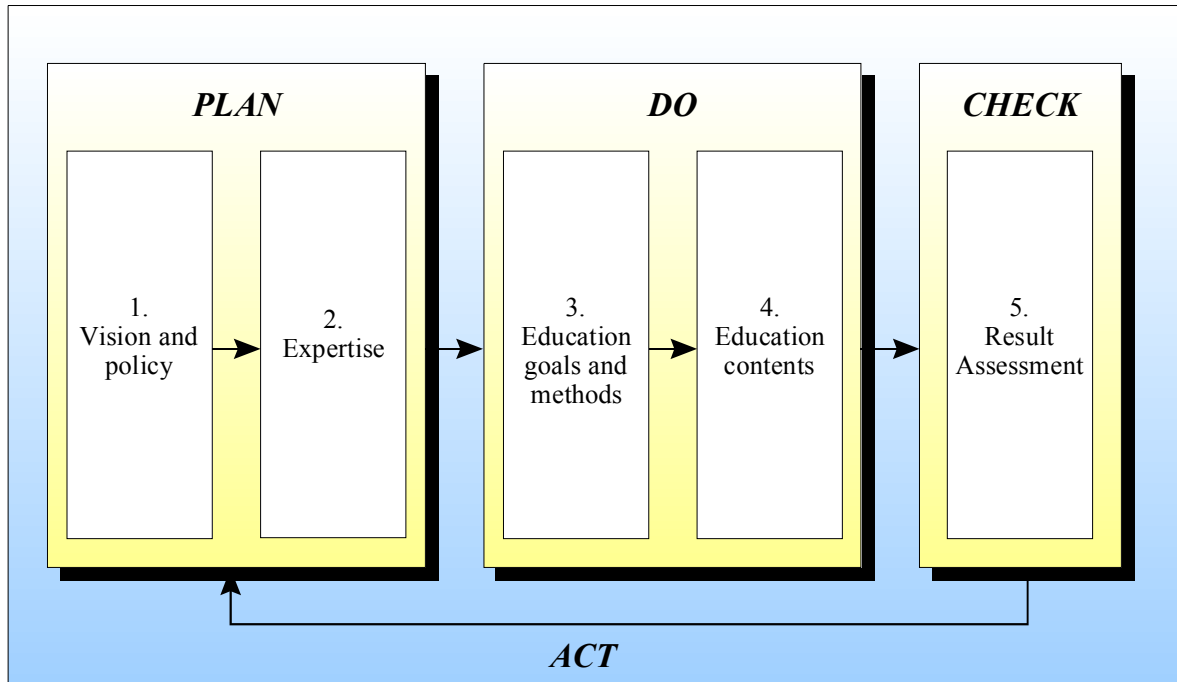 PLAN
DO
CHECK
1.
Vision and
policy
2.
Expertise
3.
Education
goals and
methods
4.
Education
contents
5.
Result
Assessment
ACT